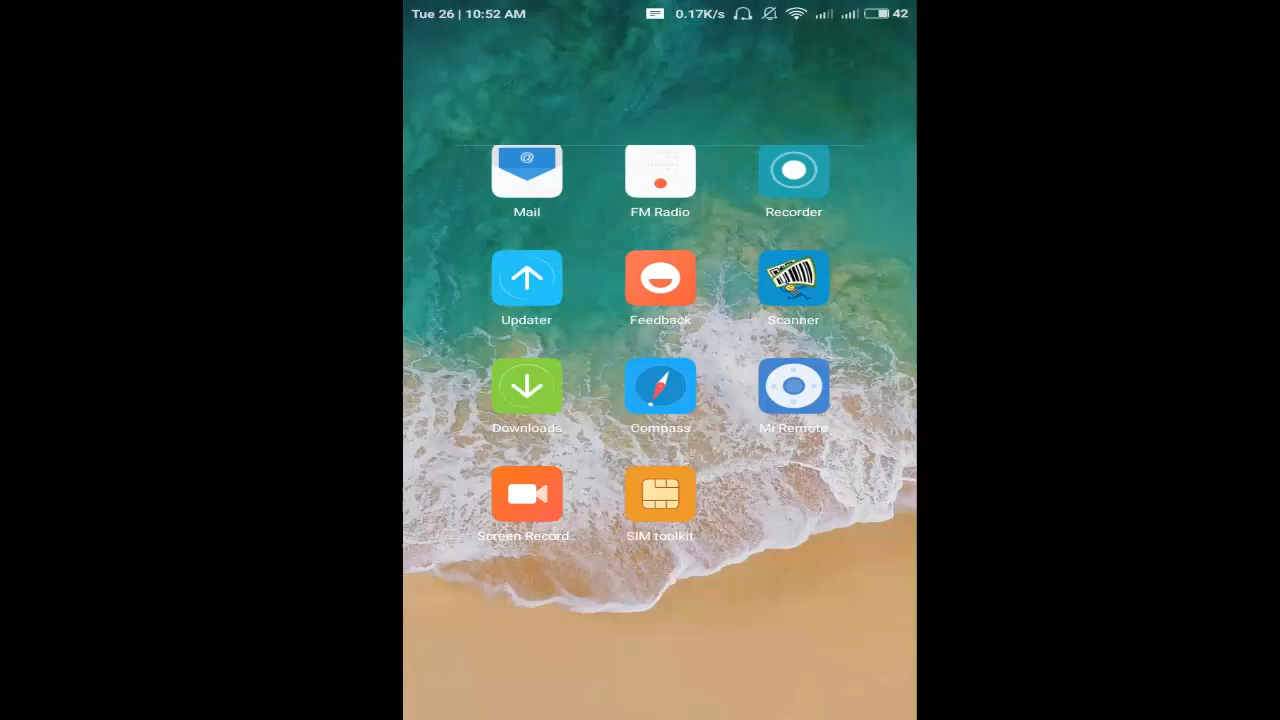 Tue 26 | 10:52 AM 0.17K/s 42
@
Mail FM Radio Recorder
Updater Feedback Scanner
Downloads Compass Mi Remote
Screen Record.. SIM toolkit